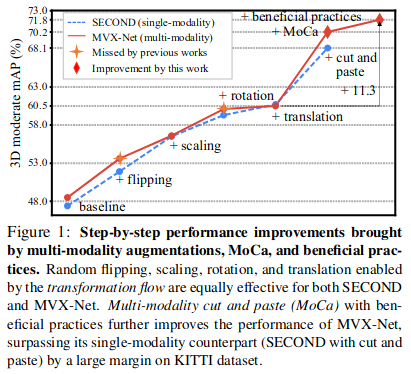 73.0
71.8
70.2
68.1
63.0
60.5
58.0
53.0
48.0
3D moderate mAP (%)
SECOND (single-modality)
MVX-Net (multi-modality)
Missed by previous works
Improvement by this work
+ beneficial practices
+ MoCa
+ cut and
paste
+ 11.3
+ rotation
+ translation
+ scaling
+ flipping
baseline
Figure 1: Step-by-step performance improvements brought
by multi-modality augmentations, MoCa, and beneficial prac-
tices. Random flipping, scaling, rotation, and translation enabled
by the transformation flow are equally effective for both SECOND
and MVX-Net. Multi-modality cut and paste (MoCa) with ben-
eficial practices further improves the performance of MVX-Net,
surpassing its single-modality counterpart (SECOND with cut and
paste) by a large margin on KITTI dataset.